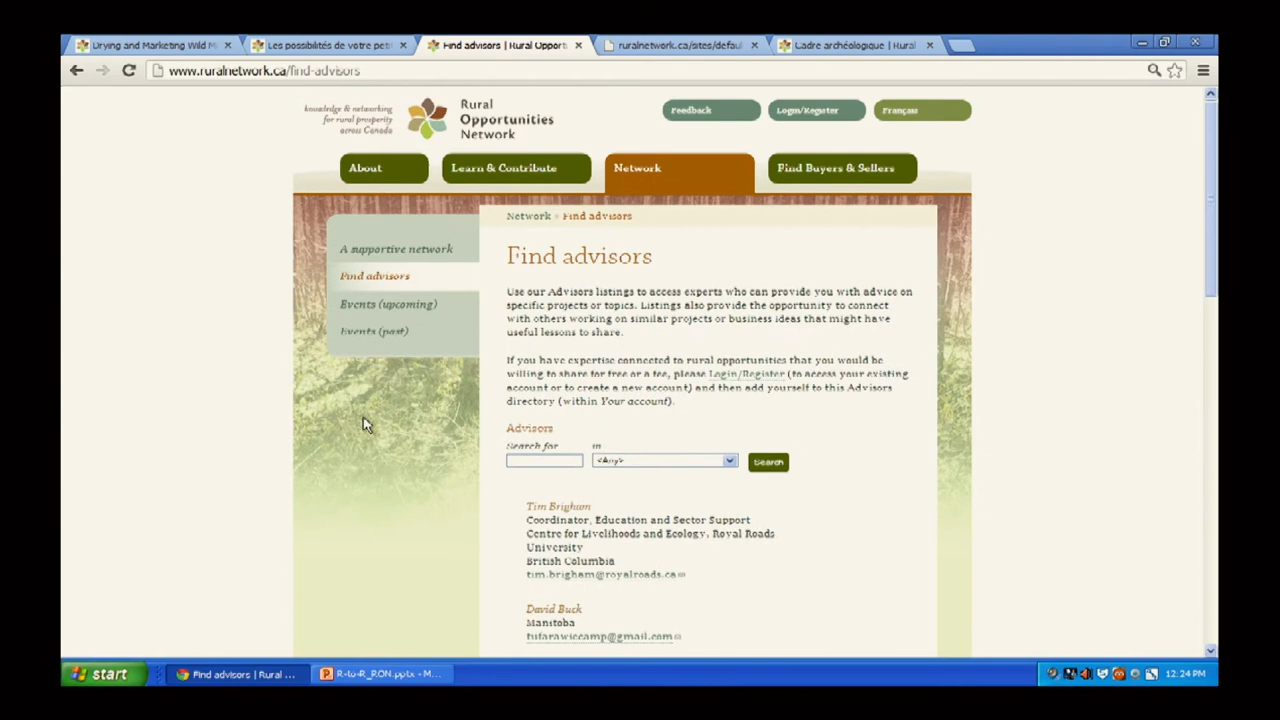 Drying and Marketing Wild M
Les possibilités de votre peti
Find advisors | Rural Opport
ruralnetwork.ca/sites/defau
Cadre archéologique | Rural
www.ruralnetwork.ca/find-advisors
knowledge & networking
for rural prosperity
across Canada
Rural
Opportunities
Network
Feedback
Login/Register
Français
About
Learn & Contribute
Network
Find Buyers & Sellers
A supportive network
Find advisors
Events (upcoming)
Events (past)
Network » Find advisors
Find advisors
Use our Advisors listings to access experts who can provide you with advice on
specific projects or topics. Listings also provide the opportunity to connect
with others working on similar projects or business ideas that might have
useful lessons to share.
If you have expertise connected to rural opportunities that you would be
willing to share for free or a fee, please Login/Register (to access your existing
account or to create a new account) and then add yourself to this Advisors
directory (within Your account).
Advisors
Search for
in
<Any>
Search
Tim Brigham
Coordinator, Education and Sector Support
Centre for Livelihoods and Ecology, Royal Roads
University
British Columbia
tim.brigham@royalroads.ca
David Buck
Manitoba
tufarawiccamp@gmail.com
start
Find advisors | Rural ...
R-to-R_RON.pptx - M...
12:24 PM